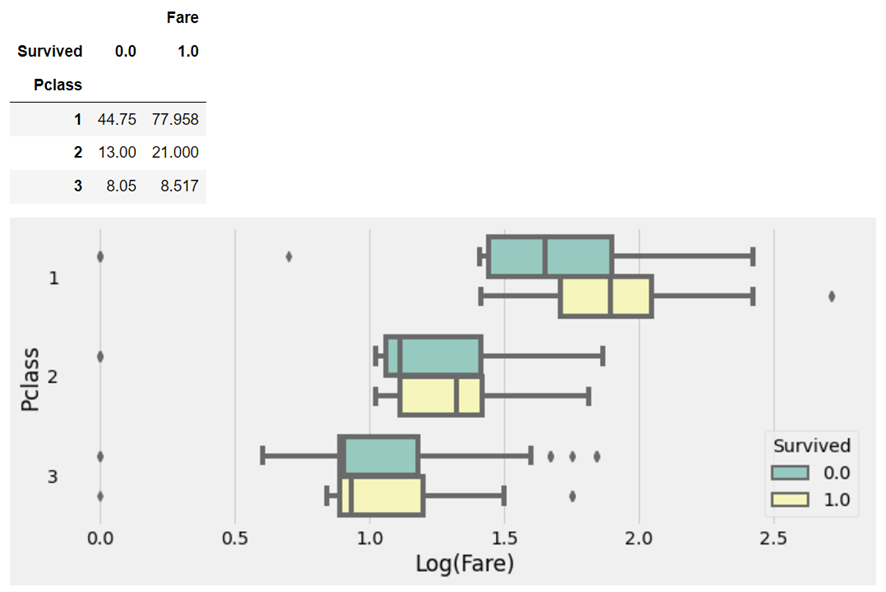 Fare
Survived 0.0 1.0
Pclass
1 44.75 77.958
2 13.00 21.000
3 8.05 8.517
1
2
3
Pclass
Survived
0.0
1.0
0.0 0.5 1.0 1.5 2.0 2.5
Log(Fare)